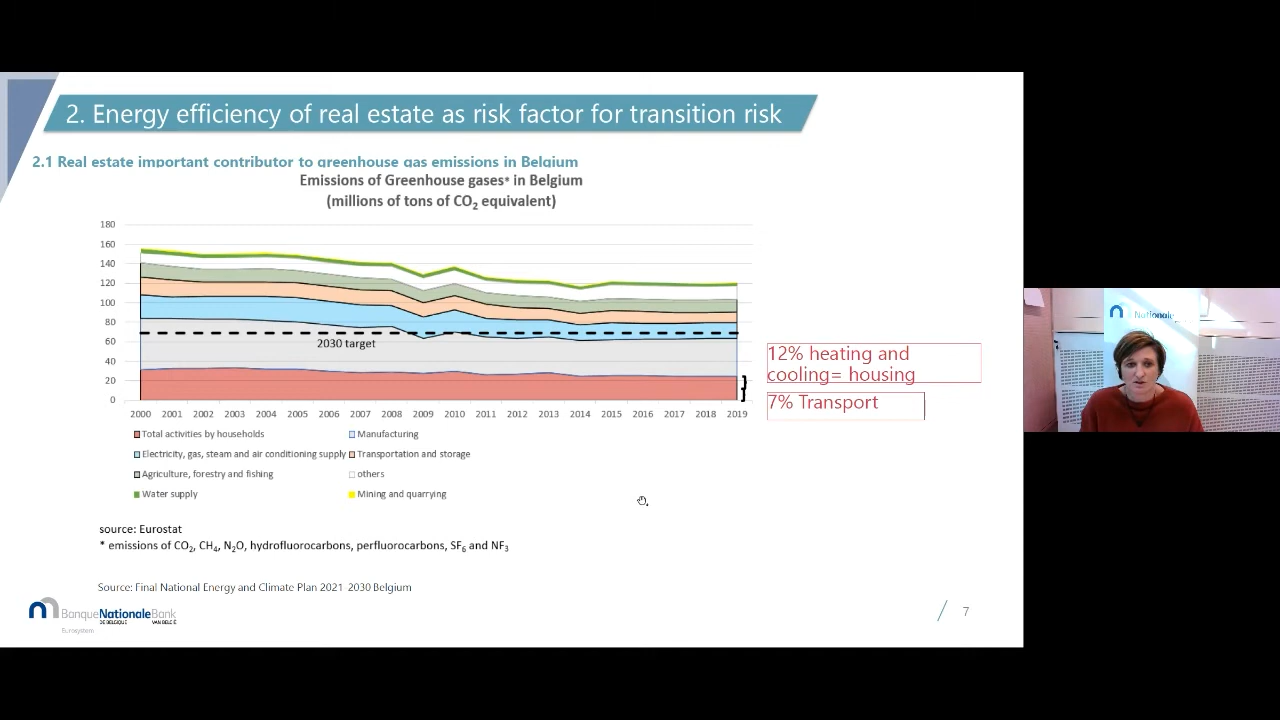 2. Energy efficiency of real estate as risk factor for transition risk
2.1 Real estate important contributor to greenhouse gas emissions in Belgium
Emissions of Greenhouse gases* in Belgium
(millions of tons of CO₂ equivalent)
180
160
140
120
100
80
60
40
20
0
2030 target
2000 2001 2002 2003 2004 2005 2006 2007 2008 2009 2010 2011 2012 2013 2014 2015 2016 2017 2018 2019
12% heating and
cooling= housing
7% Transport
Total activities by households
Manufacturing
Electricity, gas, steam and air conditioning supply
Transportation and storage
Agriculture, forestry and fishing
others
Water supply
Mining and quarrying
source: Eurostat
* emissions of CO₂, CH₄, N₂O, hydrofluorocarbons, perfluorocarbons, SF₆ and NF₃
Source: Final National Energy and Climate Plan 2021-2030 Belgium
BanqueNationaleBank
DE BELGIQUE VAN BELGIË
Eurosystem
7
Nationale